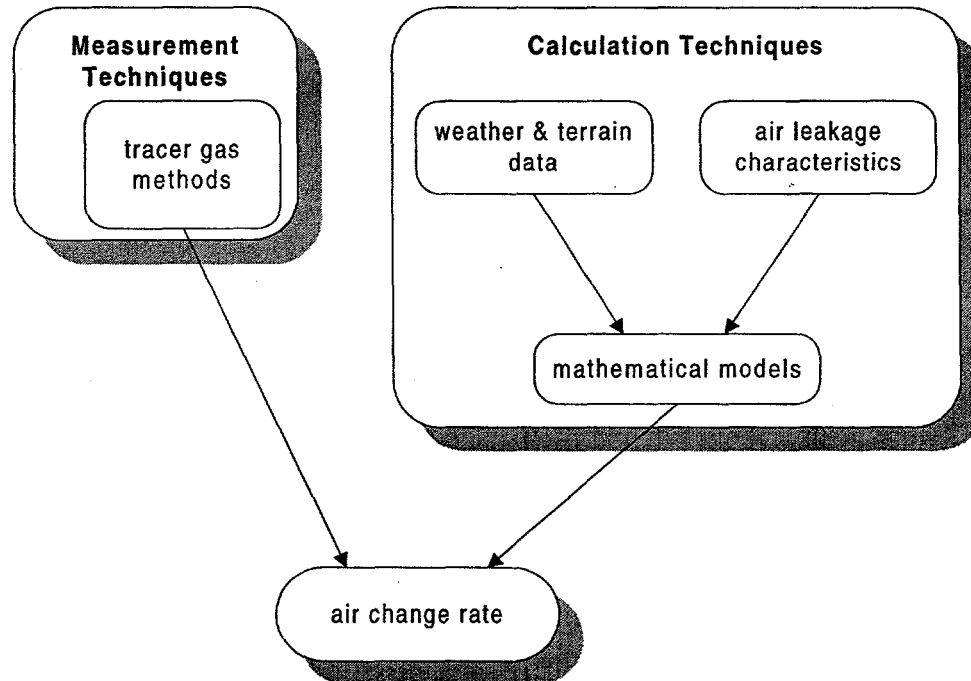 Measurement
Techniques
tracer gas
methods
Calculation Techniques
weather & terrain
data
air leakage
characteristics
mathematical models
air change rate